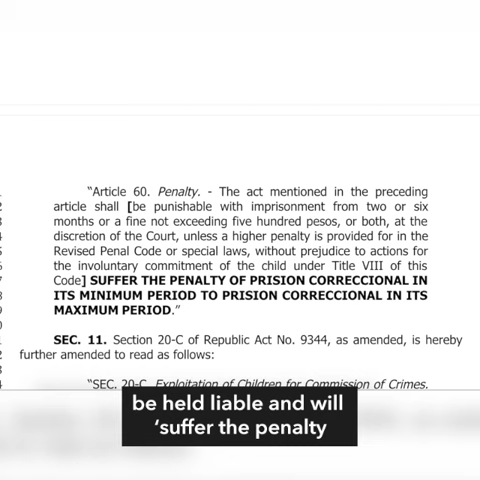 “Article 60. Penalty. - The act mentioned in the preceding
article shall [be punishable with imprisonment from two or six
months or a fine not exceeding five hundred pesos, or both, at the
discretion of the Court, unless a higher penalty is provided for in the
Revised Penal Code or special laws, without prejudice to actions for
the involuntary commitment of the child under Title VIII of this
Code] SUFFER THE PENALTY OF PRISION CORRECCIONAL IN
ITS MINIMUM PERIOD TO PRISION CORRECCIONAL IN ITS
MAXIMUM PERIOD.”
SEC. 11. Section 20-C of Republic Act No. 9344, as amended, is hereby
further amended to read as follows:
“SEC. 20-C. Exploitation of Children for Commission of Crimes.
be held liable and will
‘suffer the penalty